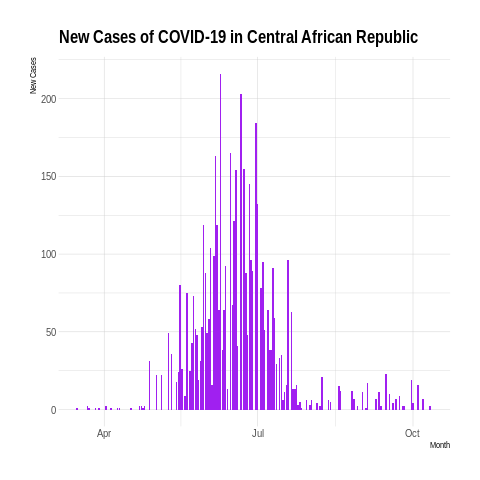 New Cases of COVID-19 in Central African Republic
New Cases
200
150
100
50
0
Apr
Jul
Oct
Month